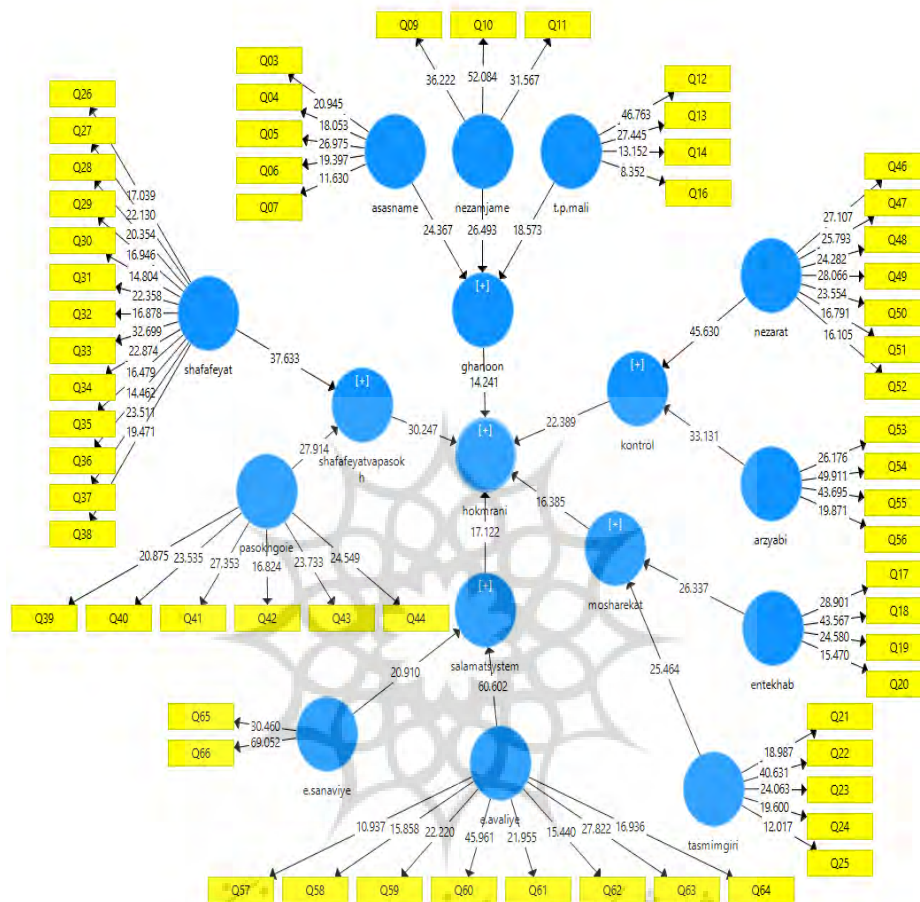 Q09
Q10
Q11
36.222
52.084
31.567
Q03
Q04
Q05
Q06
Q07
20.945
18.053
26.975
19.397
11.630
Q12
Q13
Q14
Q16
46.763
27.445
13.152
8.352
asasname
nezamjame
t.p.mali
24.367
26.493
18.573
Q26
Q27
Q28
Q29
Q30
Q31
Q32
Q33
Q34
Q35
Q36
Q37
Q38
17.039
22.130
20.354
16.946
14.804
22.358
16.878
32.699
22.874
16.479
14.462
23.511
19.471
shafafeyat
37.633
[+]
ghanoon
14.241
Q46
Q47
Q48
Q49
Q50
Q51
Q52
27.107
25.793
24.282
28.066
23.554
16.791
16.105
nezarat
45.630
[+]
kontrol
22.389
33.131
[+]
shafafeyatvapasok
h
30.247
27.914
[+]
hokmrani
Q53
Q54
Q55
Q56
26.176
49.911
43.695
19.871
arzyabi
pasokhgoie
20.875
23.535
27.353
16.824
23.733
24.549
Q39
Q40
Q41
Q42
Q43
Q44
17.122
16.385
[+]
mosharekat
26.337
25.464
Q17
Q18
Q19
Q20
28.901
43.567
24.580
15.470
entekhab
[+]
salamatsystem
20.910
60.602
Q65
Q66
30.460
69.052
e.sanaviye
e.avaliye
Q21
Q22
Q23
Q24
Q25
18.987
40.631
24.063
19.600
12.017
tasmimgiri
10.937
15.858
22.220
45.961
21.955
15.440
27.822
16.936
Q57
Q58
Q59
Q60
Q61
Q62
Q63
Q64